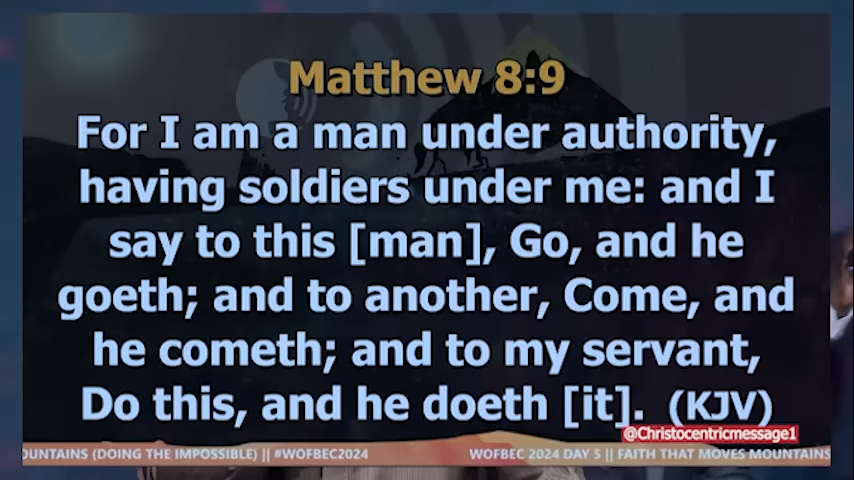 Matthew 8:9
For I am a man under authority,
having soldiers under me: and I
say to this [man], Go, and he
goeth; and to another, Come, and
he cometh; and to my servant,
Do this, and he doeth [it]. (KJV)
@Christocentricmessage1
OUNTAINS (DOING THE IMPOSSIBLE) || #WOFBEC2024 WOFBEC 2024 DAY 5 || FAITH THAT MOVES MOUNTAINS